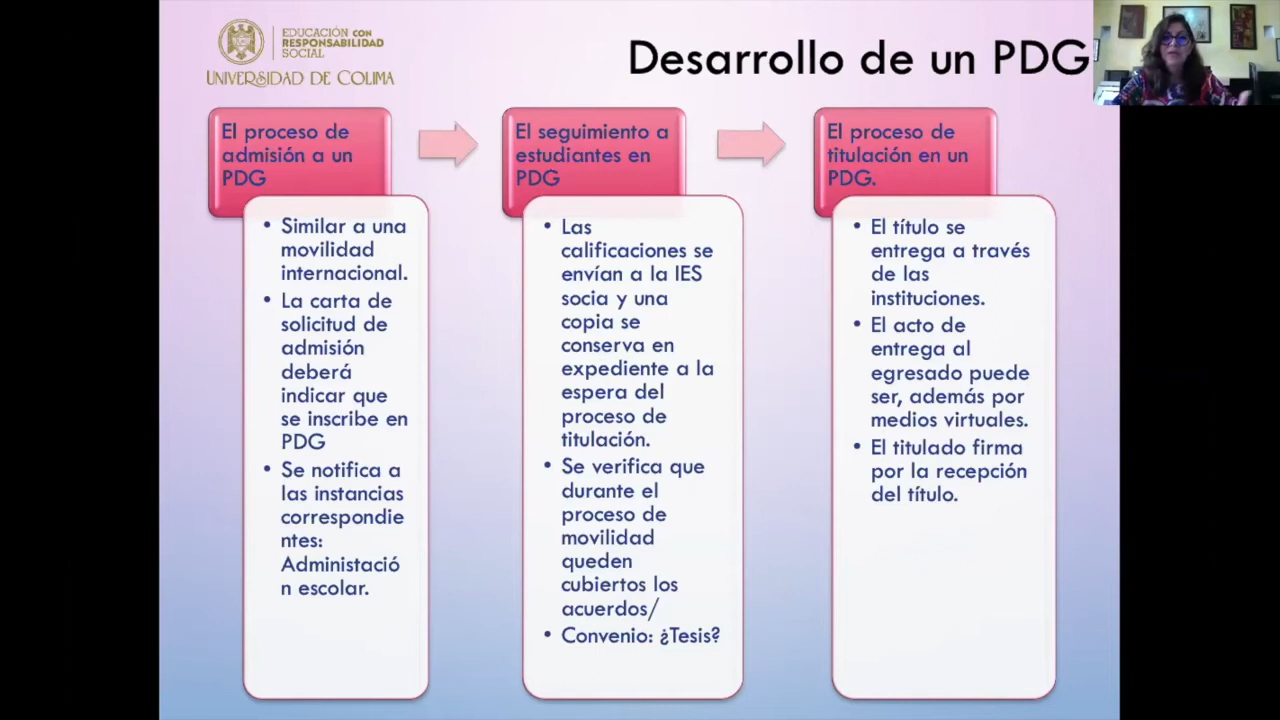 EDUCACIÓN CON
RESPONSABILIDAD
SOCIAL
UNIVERSIDAD DE COLIMA
Desarrollo de un PDG
El proceso de
admisión a un
PDG
• Similar a una
movilidad
internacional.
• La carta de
solicitud de
admisión
deberá
indicar que
se inscribe en
PDG
• Se notifica a
las instancias
correspondie
ntes:
Administació
n escolar.
El seguimiento a
estudiantes en
PDG
• Las
calificaciones se
envían a la IES
socia y una
copia se
conserva en
expediente a la
espera del
proceso de
titulación.
• Se verifica que
durante el
proceso de
movilidad
queden
cubiertos los
acuerdos/
• Convenio: ¿Tesis?
El proceso de
titulación en un
PDG.
• El título se
entrega a través
de las
instituciones.
• El acto de
entrega al
egresado puede
ser, además por
medios virtuales.
• El titulado firma
por la recepción
del título.